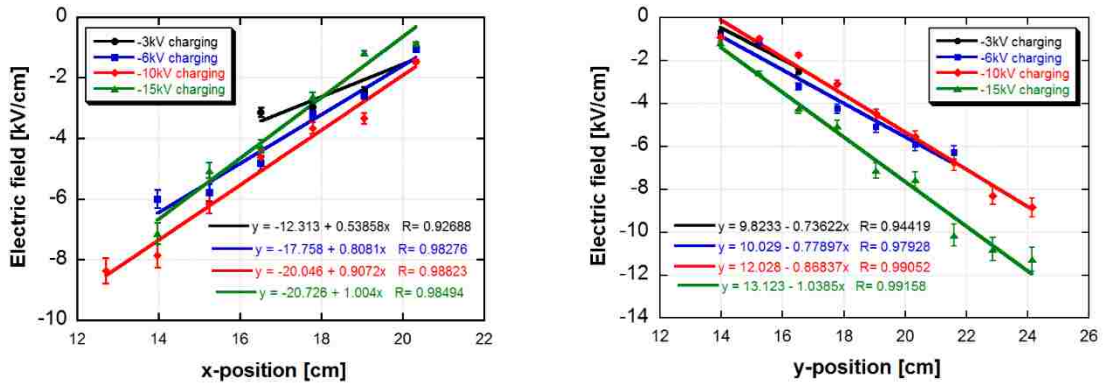 0
-2
-4
-6
-8
-10
Electric field [kV/cm]
-3kV charging
-6kV charging
-10kV charging
-15kV charging
y = -12.313 + 0.53858x R= 0.92688
y = -17.758 + 0.8081x R= 0.98276
y = -20.046 + 0.9072x R= 0.98823
y = -20.726 + 1.004x R= 0.98494
12 14 16 18 20 22
x-position [cm]
0
-2
-4
-6
-8
-10
-12
-14
Electric field [kV/cm]
-3kV charging
-6kV charging
-10kV charging
-15kV charging
y = 9.8233 - 0.73622x R= 0.94419
y = 10.029 - 0.77897x R= 0.97928
y = 12.028 - 0.86837x R= 0.99052
y = 13.123 - 1.0385x R= 0.99158
12 14 16 18 20 22 24 26
y-position [cm]